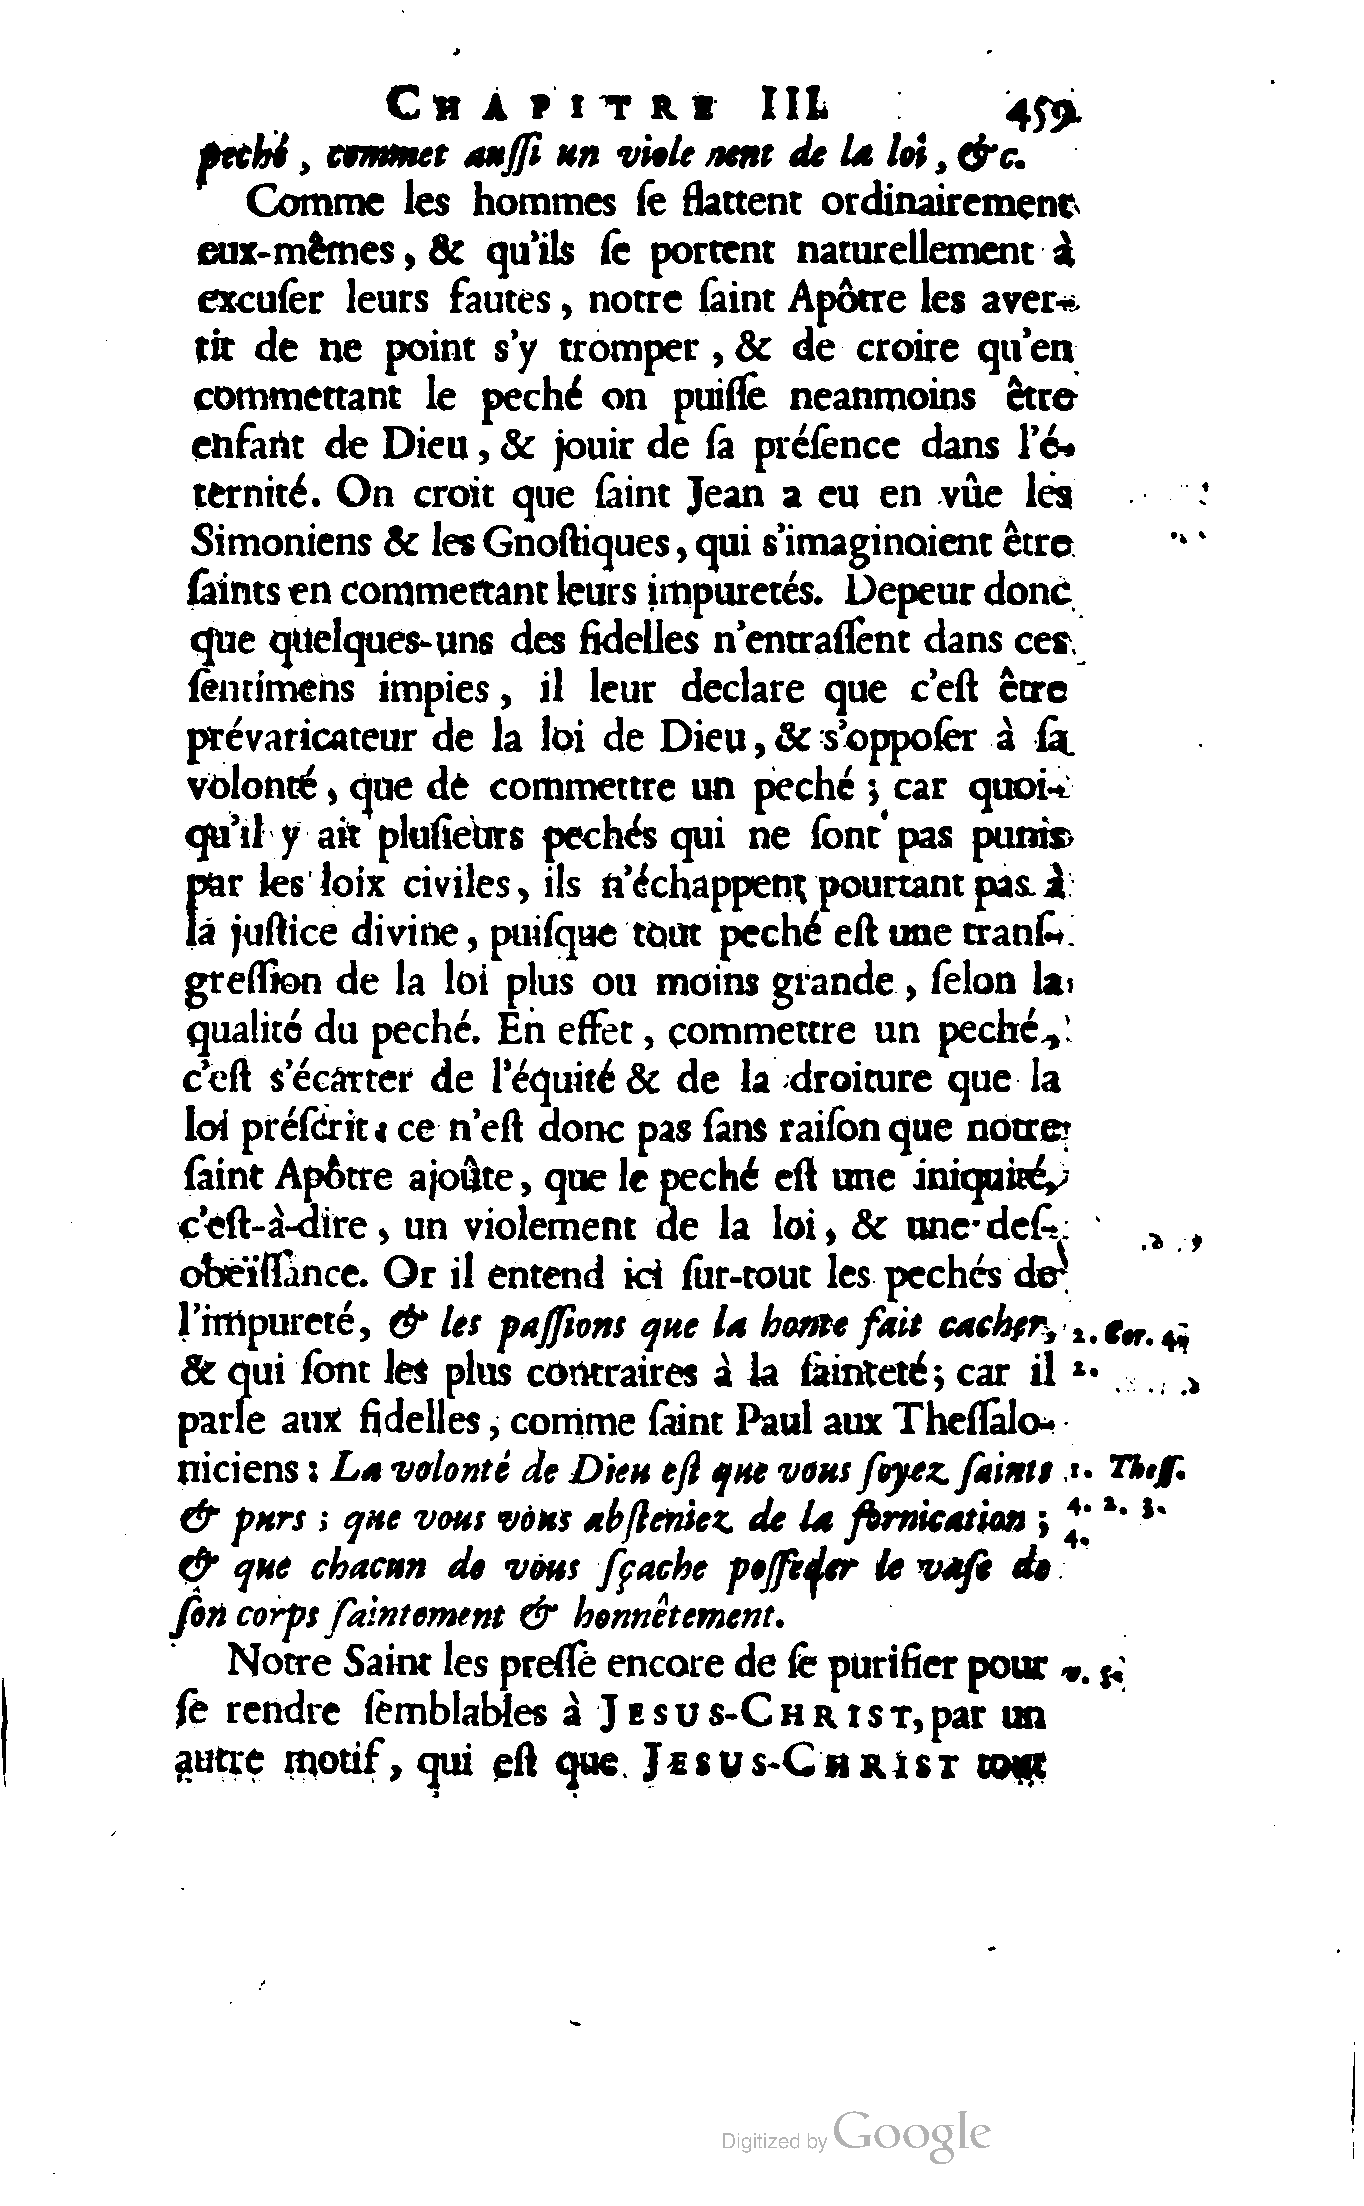 CHAPITRE III. 459
peché, commet auſſi un violement de la loi, &c.
Comme les hommes ſe flattent ordinairement
eux-mêmes, & qu'ils ſe portent naturellement à
excuſer leurs fautes, notre ſaint Apôtre les aver-
tit de ne point s'y tromper, & de croire qu'en
commettant le peché on puiſſe neanmoins être
enfant de Dieu, & jouir de ſa préſence dans l'é-
ternité. On croit que ſaint Jean a eu en vûe les
Simoniens & les Gnoſtiques, qui s'imaginoient être
ſaints en commettant leurs impuretés. Depeur donc
que quelques-uns des fidelles n'entraſſent dans ces
ſentimens impies, il leur declare que c'eſt être
prévaricateur de la loi de Dieu, & s'oppoſer à ſa
volonté, que de commettre un peché ; car quoi-
qu'il y ait pluſieurs pechés qui ne ſont pas punis
par les loix civiles, ils n'échappent pourtant pas à
la juſtice divine, puiſque tout peché eſt une tranſ-
greſſion de la loi plus ou moins grande, ſelon la
qualité du peché. En effet, commettre un peché,
c'eſt s'écarter de l'équité & de la droiture que la
loi préſcrit : ce n'eſt donc pas ſans raiſon que notre
ſaint Apôtre ajoûte, que le peché eſt une iniquité,
c'eſt-à-dire, un violement de la loi, & une deſ-
obéïſſance. Or il entend ici ſur-tout les pechés de
l'impureté, & les paſſions que la honte fait cacher, 2. Cor. 4.
& qui ſont les plus contraires à la ſainteté; car il 2.
parle aux fidelles, comme ſaint Paul aux Theſſalo-
niciens : La volonté de Dieu eſt que vous ſoyez ſaints 1. Theſſ.
& purs ; que vous vous abſteniez de la fornication ; 4. 2. 3.
& que chacun de vous ſçache poſſeder le vaſe de 4.
ſon corps ſaintement & honnêtement.
Notre Saint les preſſe encore de ſe purifier pour v. 5.
ſe rendre ſemblables à JESUS-CHRIST, par un
autre motif, qui eſt que JESUS-CHRIST tout
Digitized by Google